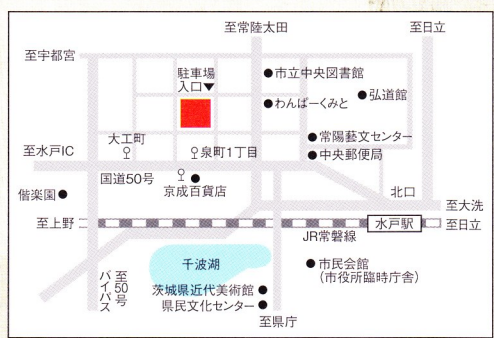 至常陸太田
至日立
至宇都宮
駐車場
入口▼
市立中央図書館
弘道館
わんぱーくみと
大工町
常陽藝文センター
至水戸IC
泉町1丁目
中央郵便局
国道50号
京成百貨店
北口
偕楽園
至大洗
至上野
水戸駅
至日立
JR常磐線
千波湖
市民会館
(市役所臨時庁舎)
至50号
バイパス
茨城県近代美術館
県民文化センター
至県庁